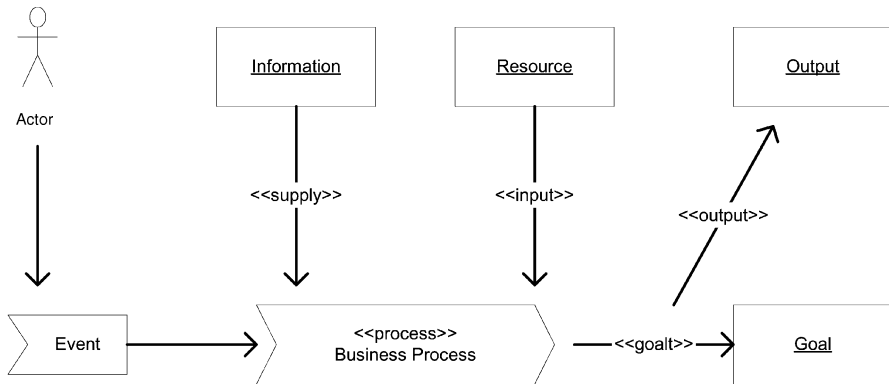 Information
Resource
Output
Actor
<<supply>>
<<input>>
<<output>>
Event
<<process>>
Business Process
<<goalt>>
Goal